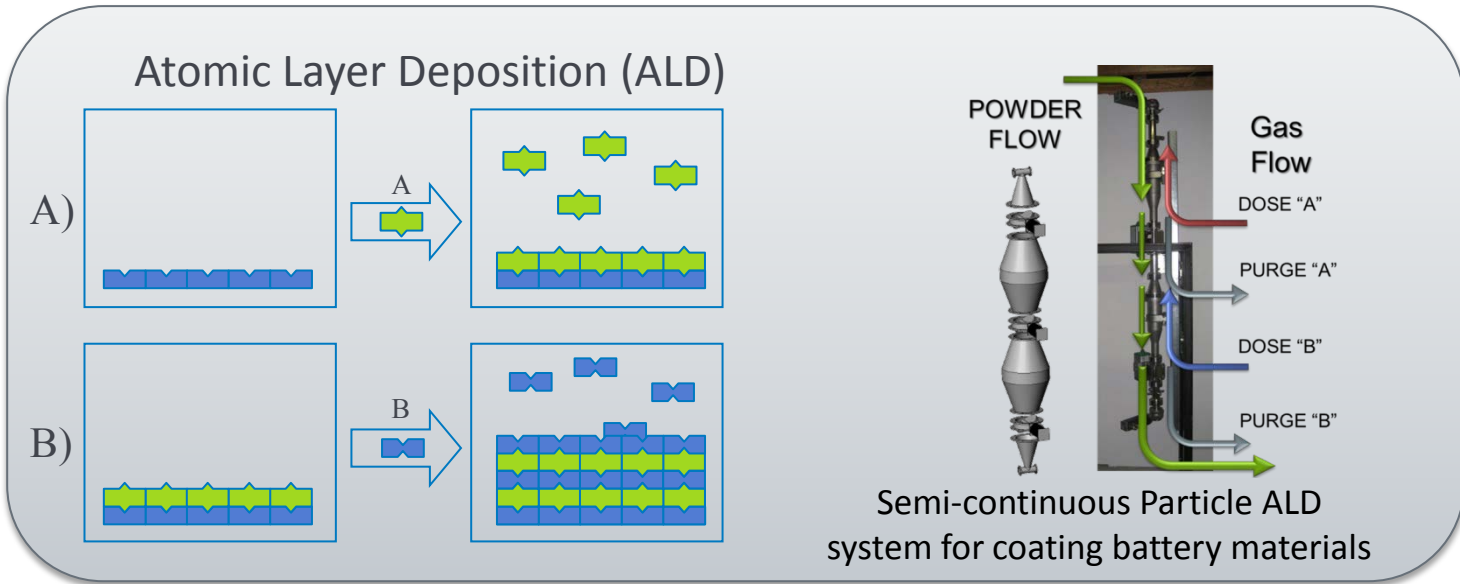 Atomic Layer Deposition (ALD)
A)
A
B)
B
POWDER
FLOW
Gas
Flow
DOSE “A”
PURGE “A”
DOSE “B”
PURGE “B”
Semi-continuous Particle ALD
system for coating battery materials